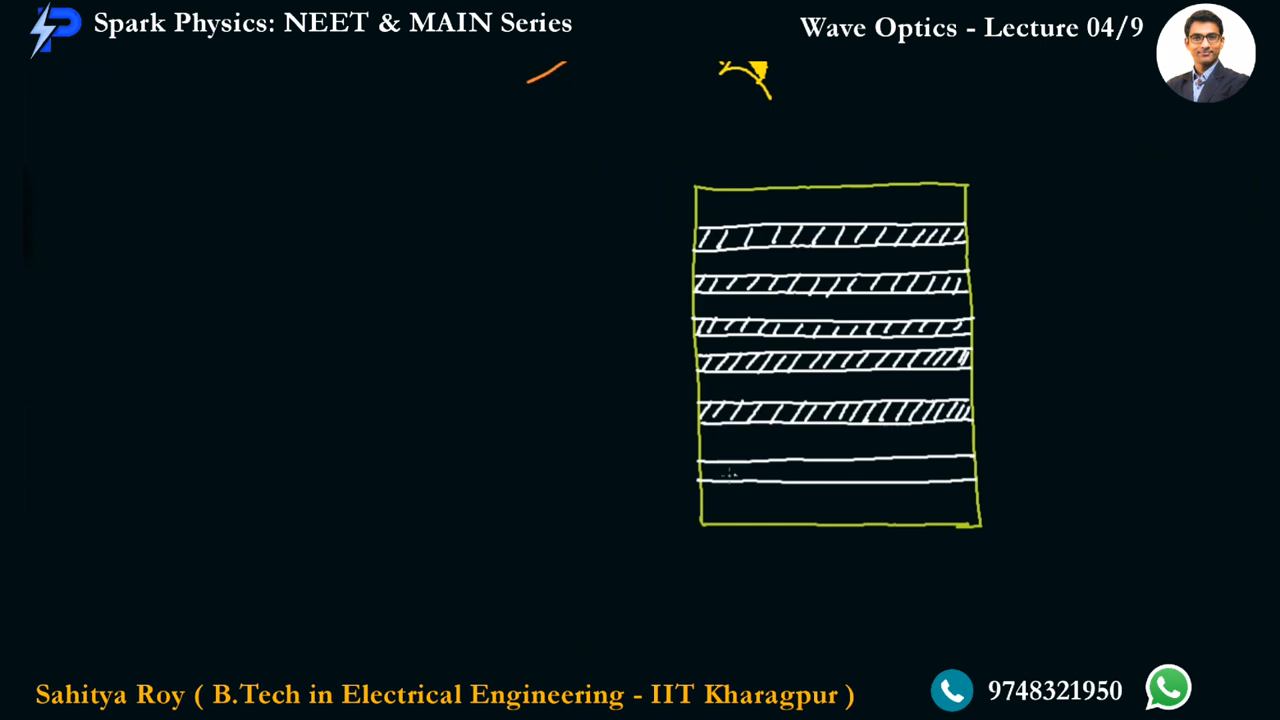 Spark Physics: NEET & MAIN Series
Wave Optics - Lecture 04/9
Sahitya Roy ( B.Tech in Electrical Engineering - IIT Kharagpur )
9748321950